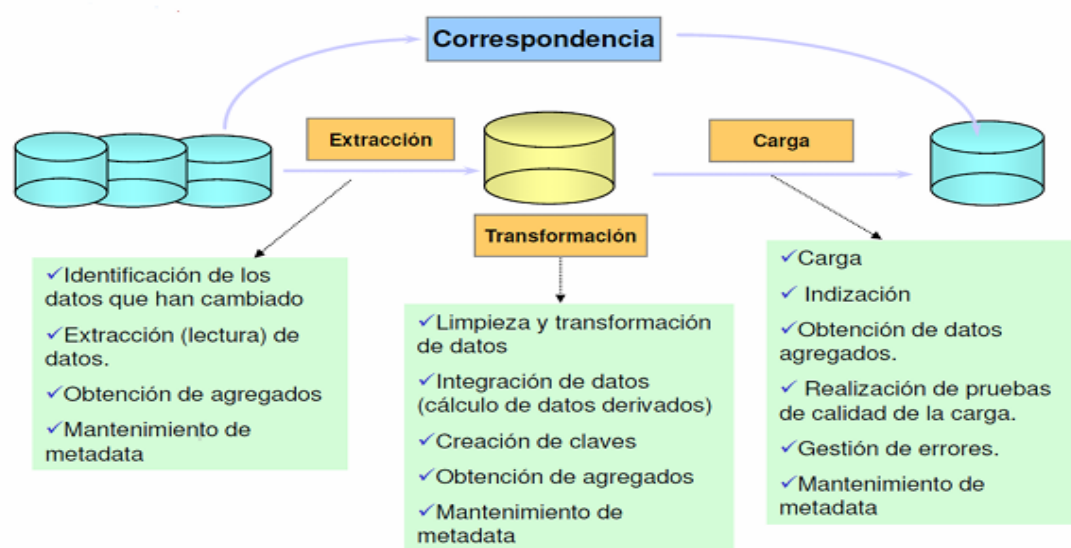 Correspondencia
Extracción
Carga
Transformación
✓Identificación de los
datos que han cambiado
✓Extracción (lectura) de
datos.
✓Obtención de agregados
✓Mantenimiento de
metadata
✓Limpieza y transformación
de datos
✓Integración de datos
(cálculo de datos derivados)
✓Creación de claves
✓Obtención de agregados
✓Mantenimiento de
metadata
✓Carga
✓ Indización
✓Obtención de datos
agregados.
✓ Realización de pruebas
de calidad de la carga.
✓Gestión de errores.
✓Mantenimiento de
metadata